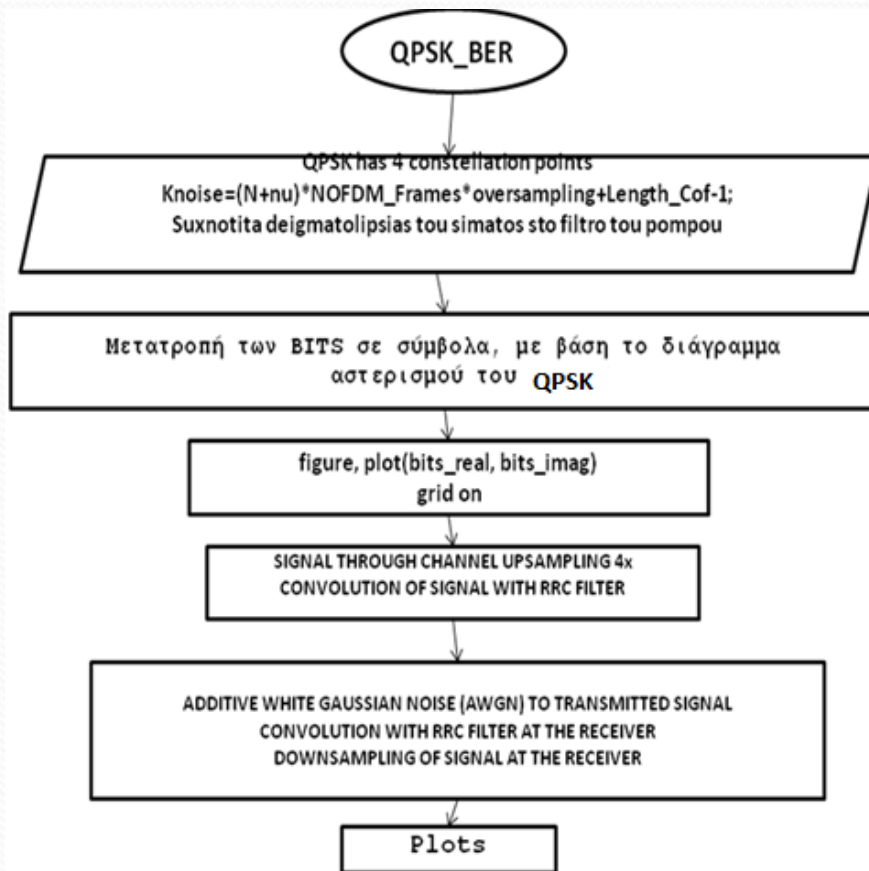 QPSK_BER
QPSK has 4 constellation points
Knoise=(N+nu)*NOFDM_Frames*oversampling+Length_Cof-1;
Suxnotita deigmatolipsias tou simatos sto filtro tou pompou
Μετατροπή των BITS σε σύμβολα, με βάση το διάγραμμα
αστερισμού του QPSK
figure, plot(bits_real, bits_imag)
grid on
SIGNAL THROUGH CHANNEL UPSAMPLING 4x
CONVOLUTION OF SIGNAL WITH RRC FILTER
ADDITIVE WHITE GAUSSIAN NOISE (AWGN) TO TRANSMITTED SIGNAL
CONVOLUTION WITH RRC FILTER AT THE RECEIVER
DOWNSAMPLING OF SIGNAL AT THE RECEIVER
Plots